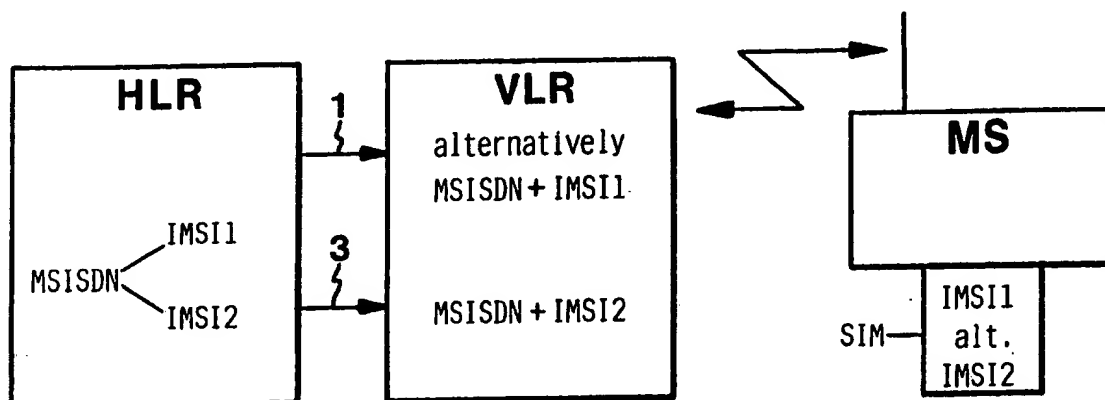 HLR
MSISDN
IMSI1
IMSI2
1
3
VLR
alternatively
MSISDN + IMSI1
MSISDN + IMSI2
MS
SIM
IMSI1
alt.
IMSI2